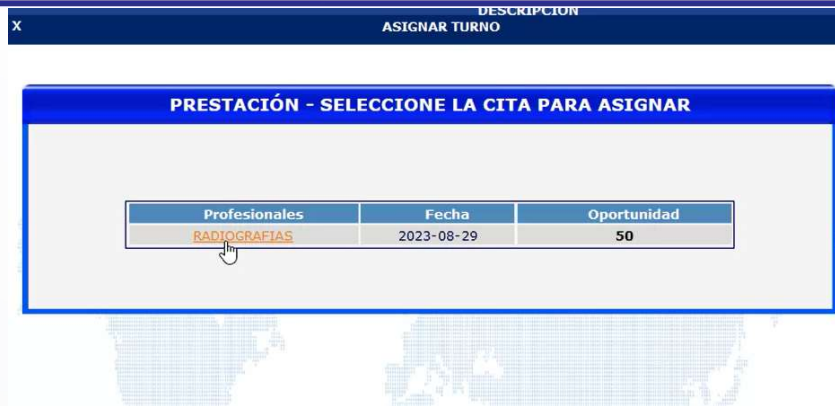 DESCRIPCION
X ASIGNAR TURNO
PRESTACIÓN - SELECCIONE LA CITA PARA ASIGNAR
Profesionales Fecha Oportunidad
RADIOGRAFIAS 2023-08-29 50